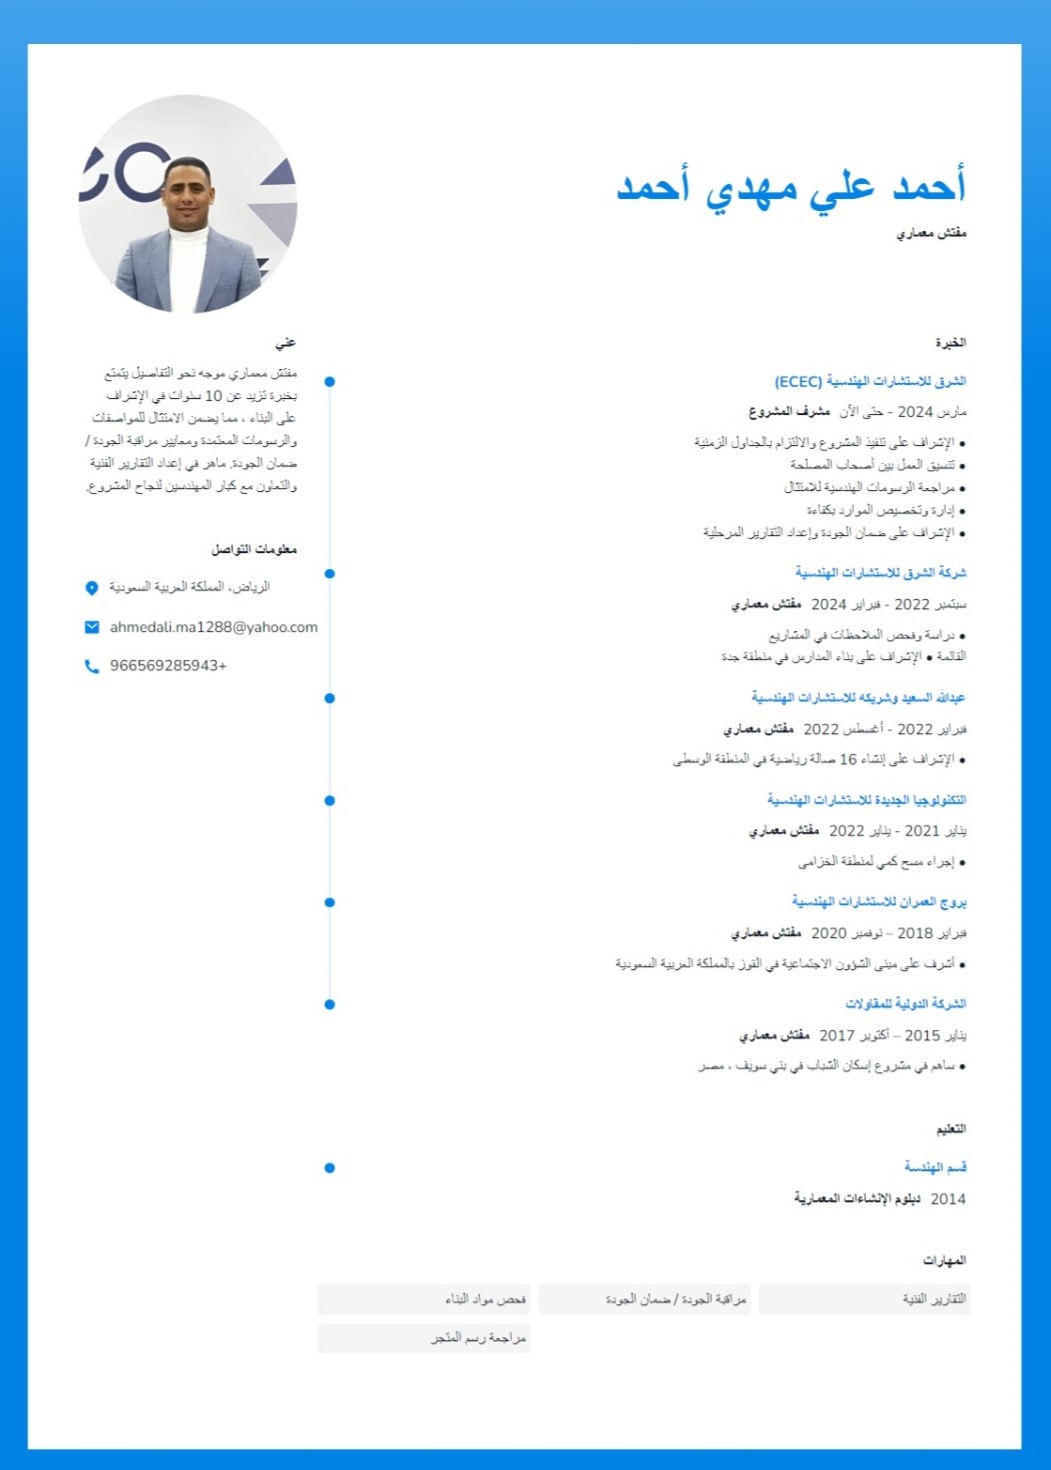 أحمد علي مهدي أحمد
مفتش معماري
الخبرة
الشرق للاستشارات الهندسية (ECEC)
مارس 2024 - حتى الآن مشرف المشروع
• الإشراف على تنفيذ المشروع والالتزام بالجداول الزمنية
• تنسيق العمل بين أصحاب المصلحة
• مراجعة الرسومات الهندسية للامتثال
• إدارة وتخصيص الموارد بكفاءة
• الإشراف على ضمان الجودة وإعداد التقارير المرحلية
شركة الشرق للاستشارات الهندسية
سبتمبر 2022 - فبراير 2024 مفتش معماري
• دراسة وفحص الملاحظات في المشاريع
القائمة • الإشراف على بناء المدارس في منطقة جدة
عبدالله السعيد وشريكه للاستشارات الهندسية
فبراير 2022 - أغسطس 2022 مفتش معماري
• الإشراف على إنشاء 16 صالة رياضية في المنطقة الوسطى
التكنولوجيا الجديدة للاستشارات الهندسية
يناير 2021 - يناير 2022 مفتش معماري
• إجراء مسح كمي لمنطقة الخزامى
بروج العمران للاستشارات الهندسية
فبراير 2018 – نوفمبر 2020 مفتش معماري
• أشرف على مبنى الشؤون الاجتماعية في القوز بالمملكة العربية السعودية
الشركة الدولية للمقاولات
يناير 2015 – أكتوبر 2017 مفتش معماري
• ساهم في مشروع إسكان الشباب في بني سويف ، مصر
التعليم
قسم الهندسة
2014 دبلوم الإنشاءات المعمارية
المهارات
التقارير الفنية
مراقبة الجودة / ضمان الجودة
فحص مواد البناء
مراجعة رسم المتجر
عني
مفتش معماري موجه نحو التفاصيل يتمتع
بخبرة تزيد عن 10 سنوات في الإشراف
على البناء ، مما يضمن الامتثال للمواصفات
والرسومات المعتمدة ومعايير مراقبة الجودة /
ضمان الجودة. ماهر في إعداد التقارير الفنية
والتعاون مع كبار المهندسين لنجاح المشروع.
معلومات التواصل
الرياض، المملكة العربية السعودية
ahmedali.ma1288@yahoo.com
966569285943+